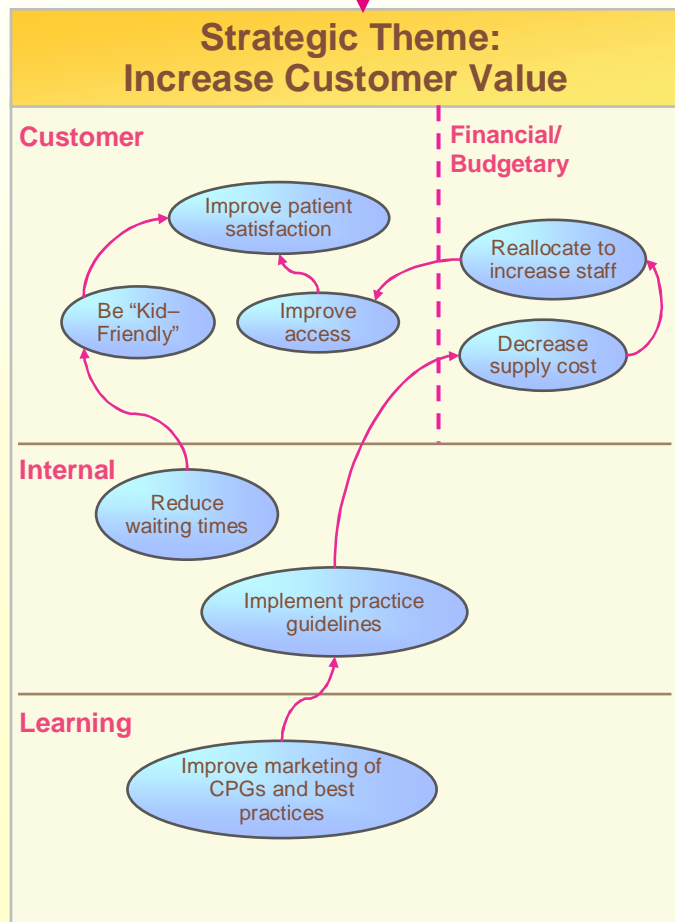 Strategic Theme:
Increase Customer Value
Customer
Financial/
Budgetary
Improve patient
satisfaction
Reallocate to
increase staff
Be “Kid–
Friendly”
Improve
access
Decrease
supply cost
Internal
Reduce
waiting times
Implement practice
guidelines
Learning
Improve marketing of
CPGs and best
practices